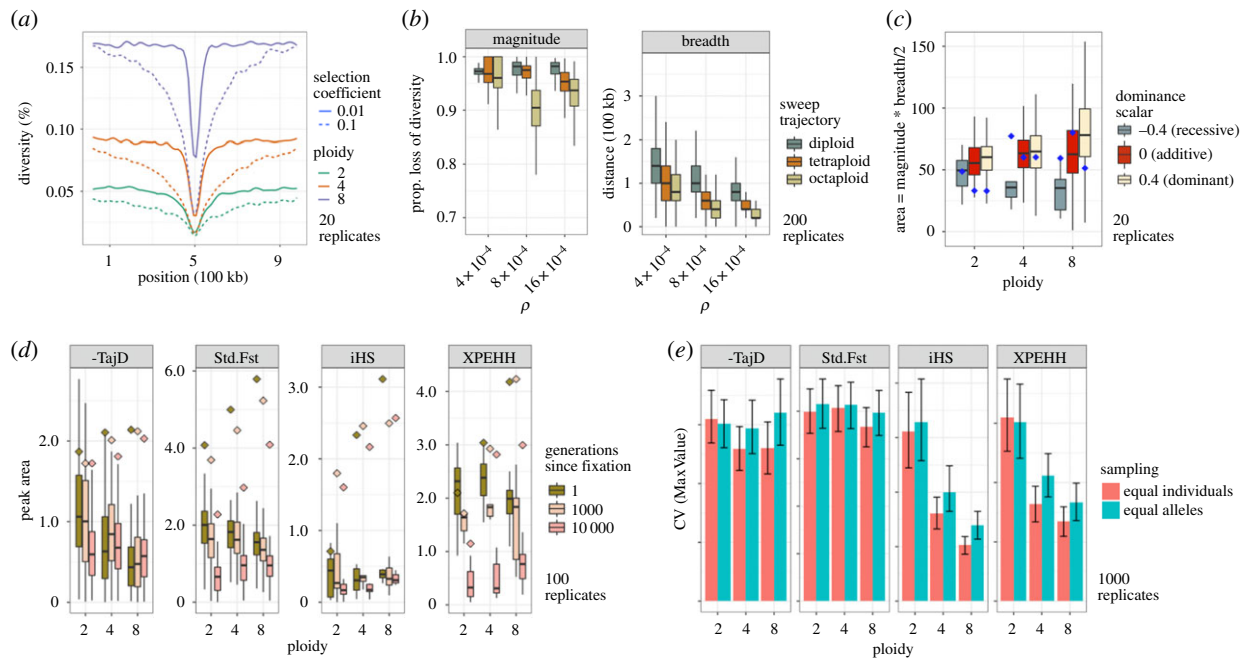 (a)
0.15
0.10
0.05
diversity (%)
1
5
9
position (100 kb)
selection
coefficient
0.01
0.1
ploidy
2
4
8
20
replicates
(b)
magnitude
breadth
1.0
0.9
0.8
0.7
prop. loss of diversity
4 × 10⁻⁴
8 × 10⁻⁴
16 × 10⁻⁴
ρ
3
2
1
0
distance (100 kb)
4 × 10⁻⁴
8 × 10⁻⁴
16 × 10⁻⁴
ρ
sweep
trajectory
diploid
tetraploid
octaploid
200
replicates
(c)
150
100
50
0
area = magnitude * breadth/2
2
4
8
ploidy
dominance
scalar
−0.4 (recessive)
0 (additive)
0.4 (dominant)
20
replicates
(d)
-TajD
Std.Fst
iHS
XPEHH
peak area
2.0
1.0
0
6.0
4.0
2.0
0
3.0
2.0
1.0
0
4.0
3.0
2.0
1.0
0
2 4 8
2 4 8
2 4 8
2 4 8
ploidy
generations
since fixation
1
1000
10 000
100
replicates
(e)
-TajD
Std.Fst
iHS
XPEHH
CV (Max Value)
2 4 8
2 4 8
2 4 8
2 4 8
ploidy
sampling
equal individuals
equal alleles
1000
replicates